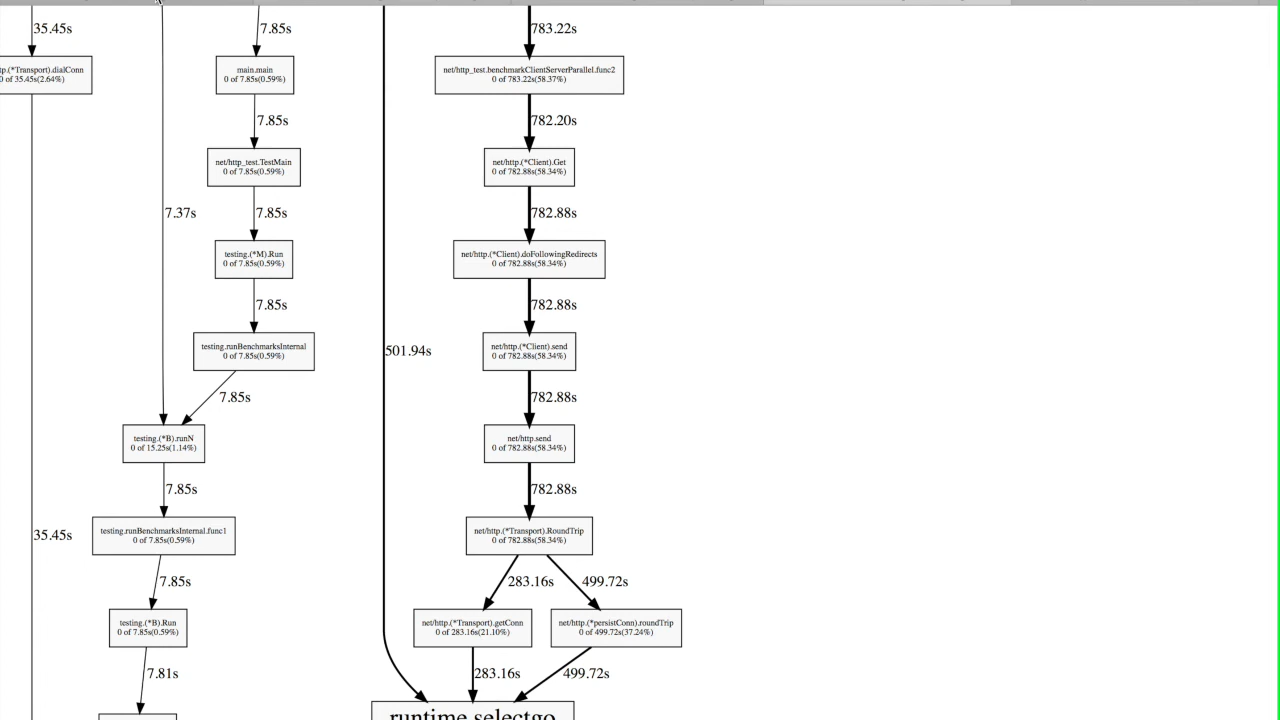 35.45s
7.85s
783.22s
tp.(*Transport).dialConn
0 of 35.45s(2.64%)
main.main
0 of 7.85s(0.59%)
net/http_test.benchmarkClientServerParallel.func2
0 of 783.22s(58.37%)
7.85s
782.20s
net/http_test.TestMain
0 of 7.85s(0.59%)
net/http.(*Client).Get
0 of 782.88s(58.34%)
7.37s
7.85s
782.88s
testing.(*M).Run
0 of 7.85s(0.59%)
net/http.(*Client).doFollowingRedirects
0 of 782.88s(58.34%)
7.85s
782.88s
testing.runBenchmarksInternal
0 of 7.85s(0.59%)
501.94s
net/http.(*Client).send
0 of 782.88s(58.34%)
7.85s
782.88s
testing.(*B).runN
0 of 15.25s(1.14%)
net/http.send
0 of 782.88s(58.34%)
7.85s
782.88s
35.45s
testing.runBenchmarksInternal.func1
0 of 7.85s(0.59%)
net/http.(*Transport).RoundTrip
0 of 782.88s(58.34%)
7.85s
283.16s
499.72s
testing.(*B).Run
0 of 7.85s(0.59%)
net/http.(*Transport).getConn
0 of 283.16s(21.10%)
net/http.(*persistConn).roundTrip
0 of 499.72s(37.24%)
7.81s
283.16s
499.72s
runtime.selectgo